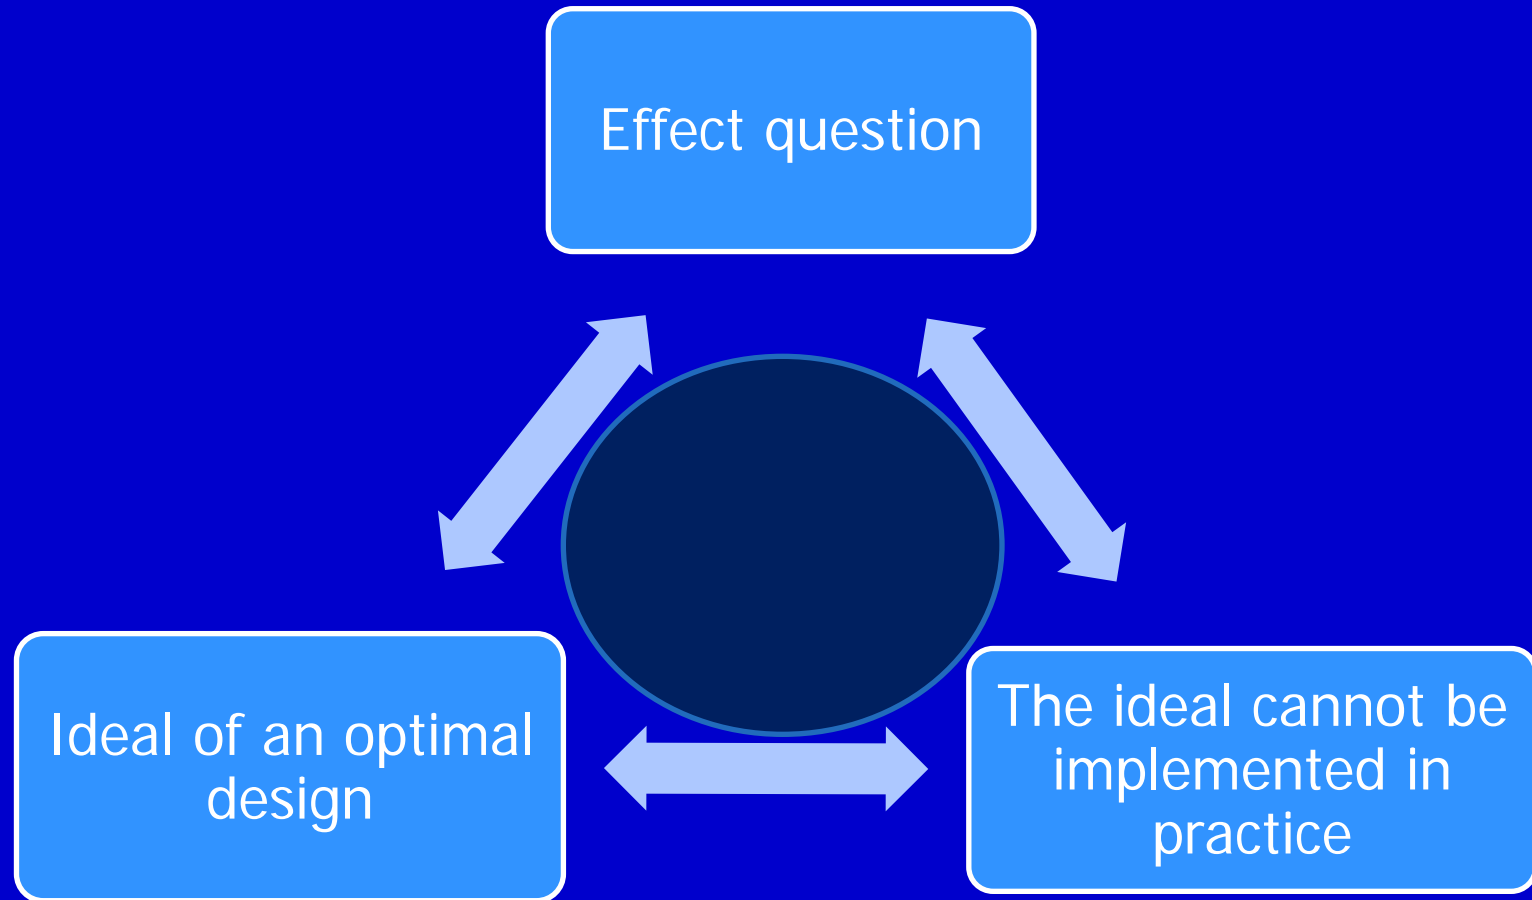 Effect question
Ideal of an optimal
design
The ideal cannot be
implemented in
practice